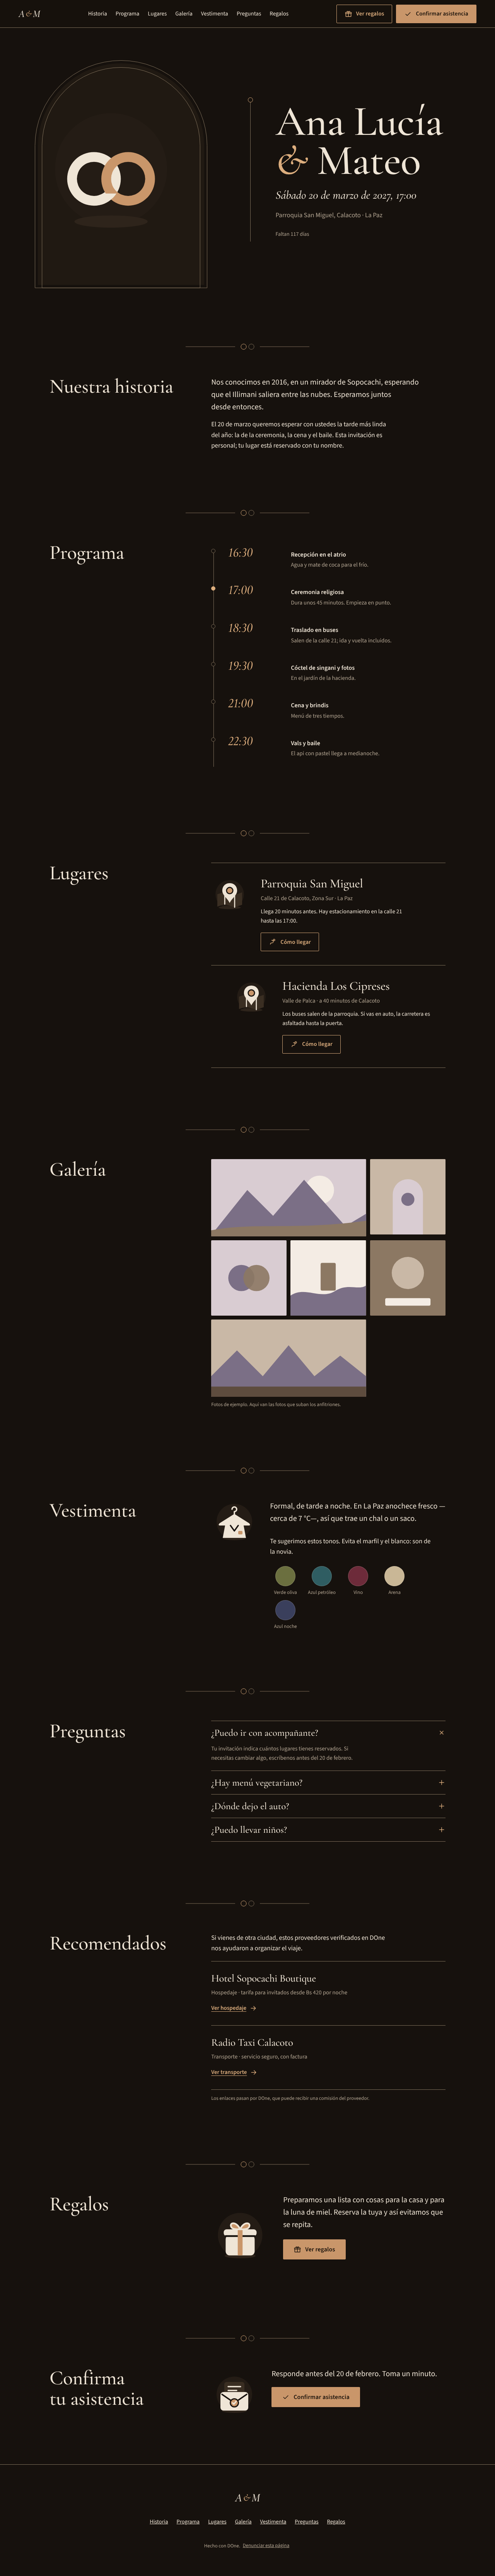 A & M
Historia Programa Lugares Galería Vestimenta Preguntas Regalos
Ver regalos
Confirmar asistencia
Ana Lucía
& Mateo
Sábado 20 de marzo de 2027, 17:00
Parroquia San Miguel, Calacoto · La Paz
Faltan 117 días
Nuestra historia
Nos conocimos en 2016, en un mirador de Sopocachi, esperando
que el Illimani saliera entre las nubes. Esperamos juntos
desde entonces.
El 20 de marzo queremos esperar con ustedes la tarde más linda
del año: la de la ceremonia, la cena y el baile. Esta invitación es
personal; tu lugar está reservado con tu nombre.
Programa
16:30
Recepción en el atrio
Agua y mate de coca para el frío.
17:00
Ceremonia religiosa
Dura unos 45 minutos. Empieza en punto.
18:30
Traslado en buses
Salen de la calle 21; ida y vuelta incluidos.
19:30
Cóctel de singani y fotos
En el jardín de la hacienda.
21:00
Cena y brindis
Menú de tres tiempos.
22:30
Vals y baile
El api con pastel llega a medianoche.
Lugares
Parroquia San Miguel
Calle 21 de Calacoto, Zona Sur · La Paz
Llega 20 minutos antes. Hay estacionamiento en la calle 21
hasta las 17:00.
Cómo llegar
Hacienda Los Cipreses
Valle de Palca · a 40 minutos de Calacoto
Los buses salen de la parroquia. Si vas en auto, la carretera es
asfaltada hasta la puerta.
Cómo llegar
Galería
Fotos de ejemplo. Aquí van las fotos que suban los anfitriones.
Vestimenta
Formal, de tarde a noche. En La Paz anochece fresco —
cerca de 7 °C—, así que trae un chal o un saco.
Te sugerimos estos tonos. Evita el marfil y el blanco: son de
la novia.
Verde oliva
Azul petróleo
Vino
Arena
Azul noche
Preguntas
¿Puedo ir con acompañante?
Tu invitación indica cuántos lugares tienes reservados. Si
necesitas cambiar algo, escríbenos antes del 20 de febrero.
¿Hay menú vegetariano?
¿Dónde dejo el auto?
¿Puedo llevar niños?
Recomendados
Si vienes de otra ciudad, estos proveedores verificados en DOne
nos ayudaron a organizar el viaje.
Hotel Sopocachi Boutique
Hospedaje · tarifa para invitados desde Bs 420 por noche
Ver hospedaje
Radio Taxi Calacoto
Transporte · servicio seguro, con factura
Ver transporte
Los enlaces pasan por DOne, que puede recibir una comisión del proveedor.
Regalos
Preparamos una lista con cosas para la casa y para
la luna de miel. Reserva la tuya y así evitamos que
se repita.
Ver regalos
Confirma
tu asistencia
Responde antes del 20 de febrero. Toma un minuto.
Confirmar asistencia
A & M
Historia Programa Lugares Galería Vestimenta Preguntas Regalos
Hecho con DOne. Denunciar esta página